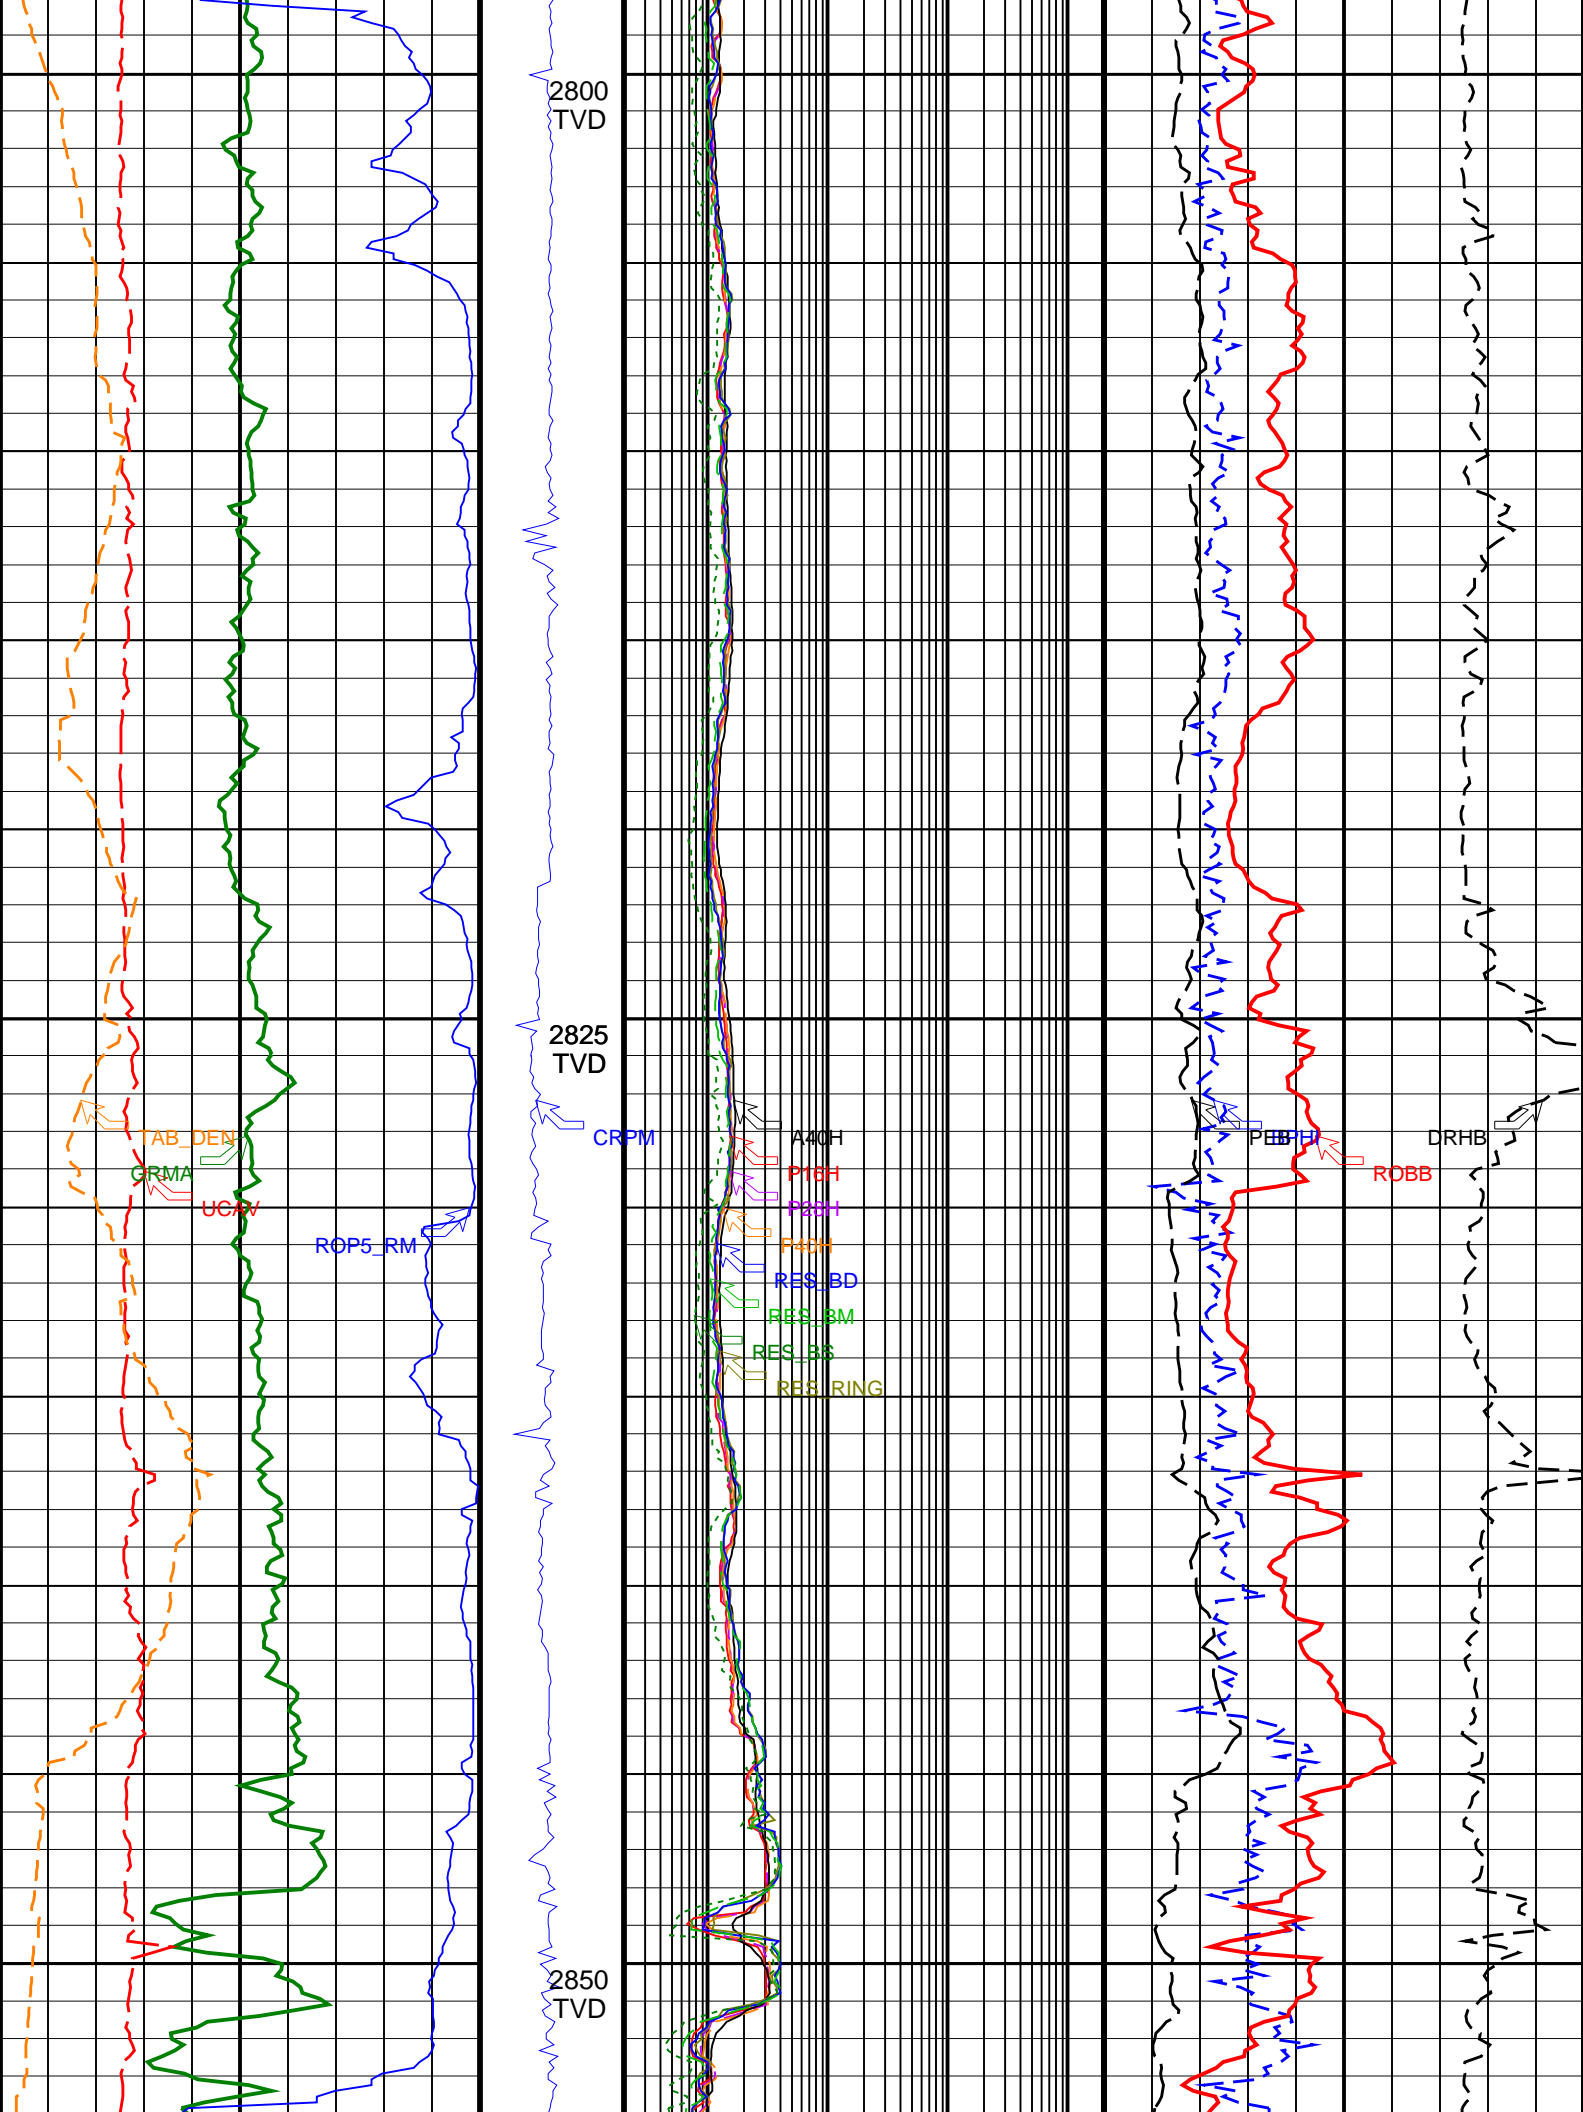 2800
TVD
2825
TVD
TAB_DEN
CRPM
A40H
BPHI
DRHB
GRMA
P16H
ROBB
UCAV
P28H
ROP5_RM
P40H
RES_BD
RES_BM
RES_BS
RES_RING
2850
TVD